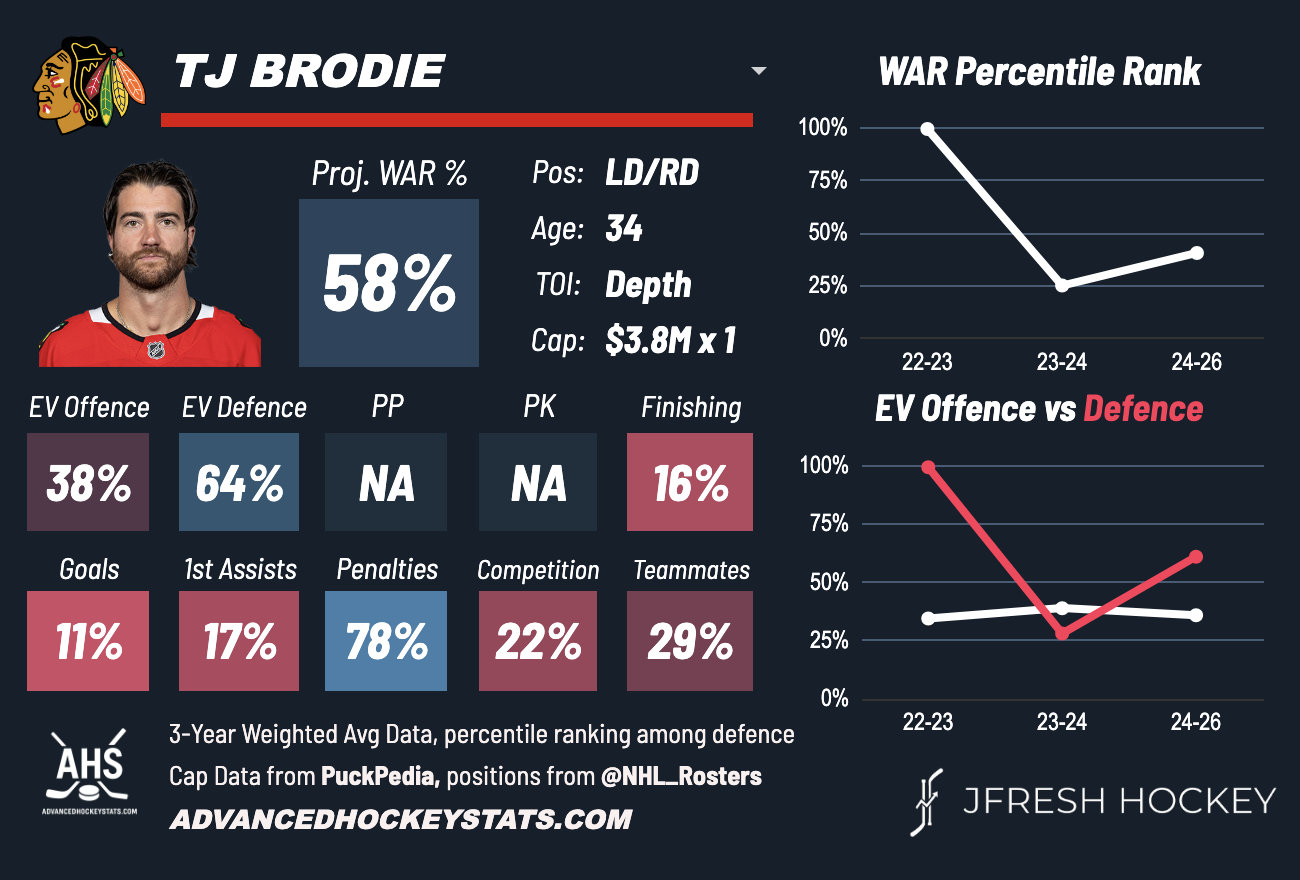 TJ BRODIE
Proj. WAR %
58%
Pos: LD/RD
Age: 34
TOI: Depth
Cap: $3.8M x 1
EV Offence EV Defence PP PK Finishing
38% 64% NA NA 16%
Goals 1st Assists Penalties Competition Teammates
11% 17% 78% 22% 29%
WAR Percentile Rank
100%
75%
50%
25%
0%
22-23 23-24 24-26
EV Offence vs Defence
100%
75%
50%
25%
0%
22-23 23-24 24-26
AHS
ADVANCEDHOCKEYSTATS.COM
3-Year Weighted Avg Data, percentile ranking among defence
Cap Data from PuckPedia, positions from @NHL_Rosters
ADVANCEDHOCKEYSTATS.COM
JFRESH HOCKEY